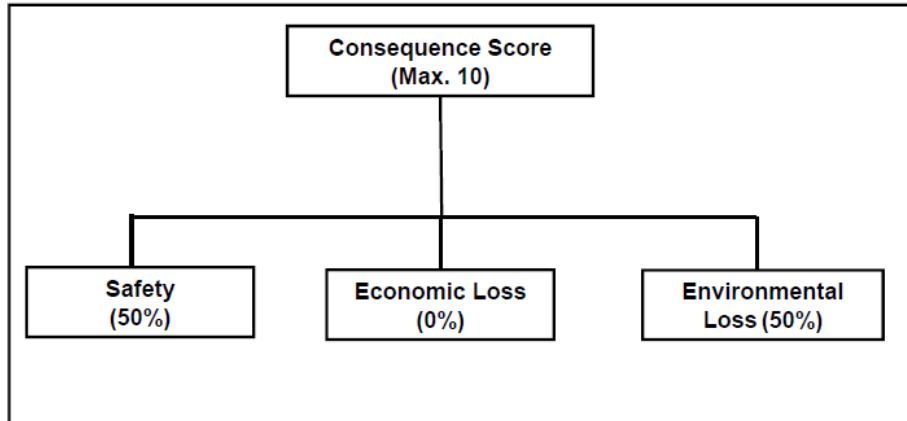 Consequence Score
(Max. 10)
Safety
(50%)
Economic Loss
(0%)
Environmental
Loss (50%)